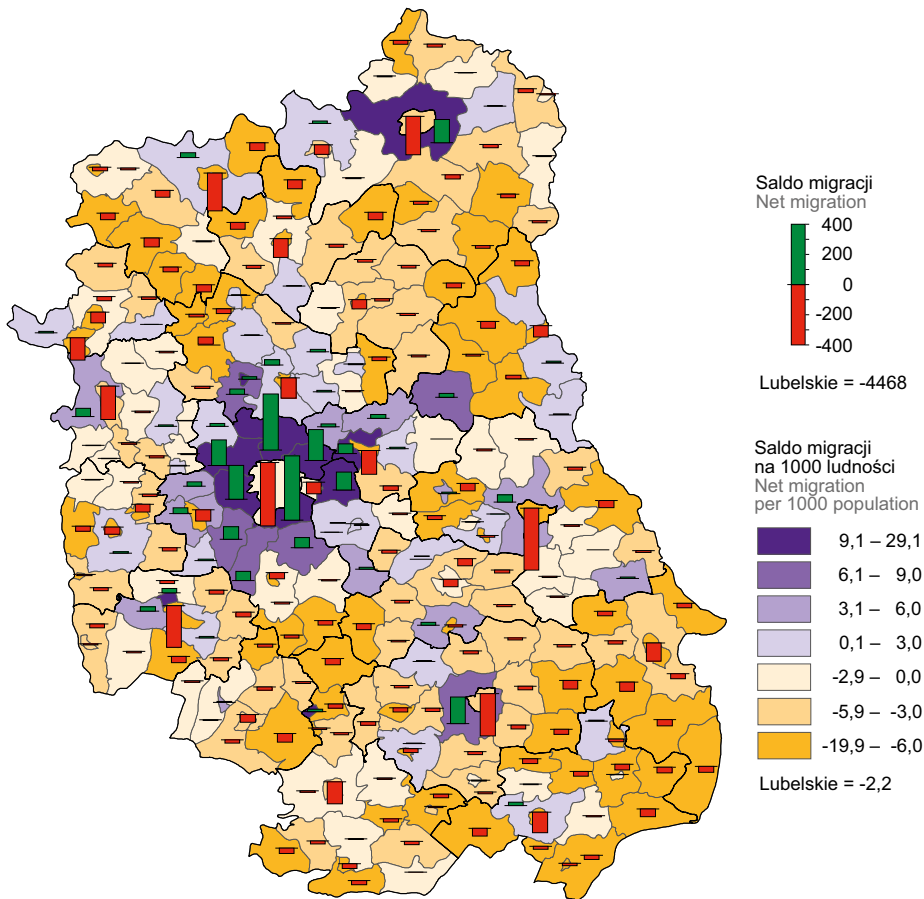 Saldo migracji
Net migration
400
200
0
-200
-400
Lubelskie = -4468
Saldo migracji
na 1000 ludności
Net migration
per 1000 population
9,1 – 29,1
6,1 – 9,0
3,1 – 6,0
0,1 – 3,0
-2,9 – 0,0
-5,9 – -3,0
-19,9 – -6,0
Lubelskie = -2,2